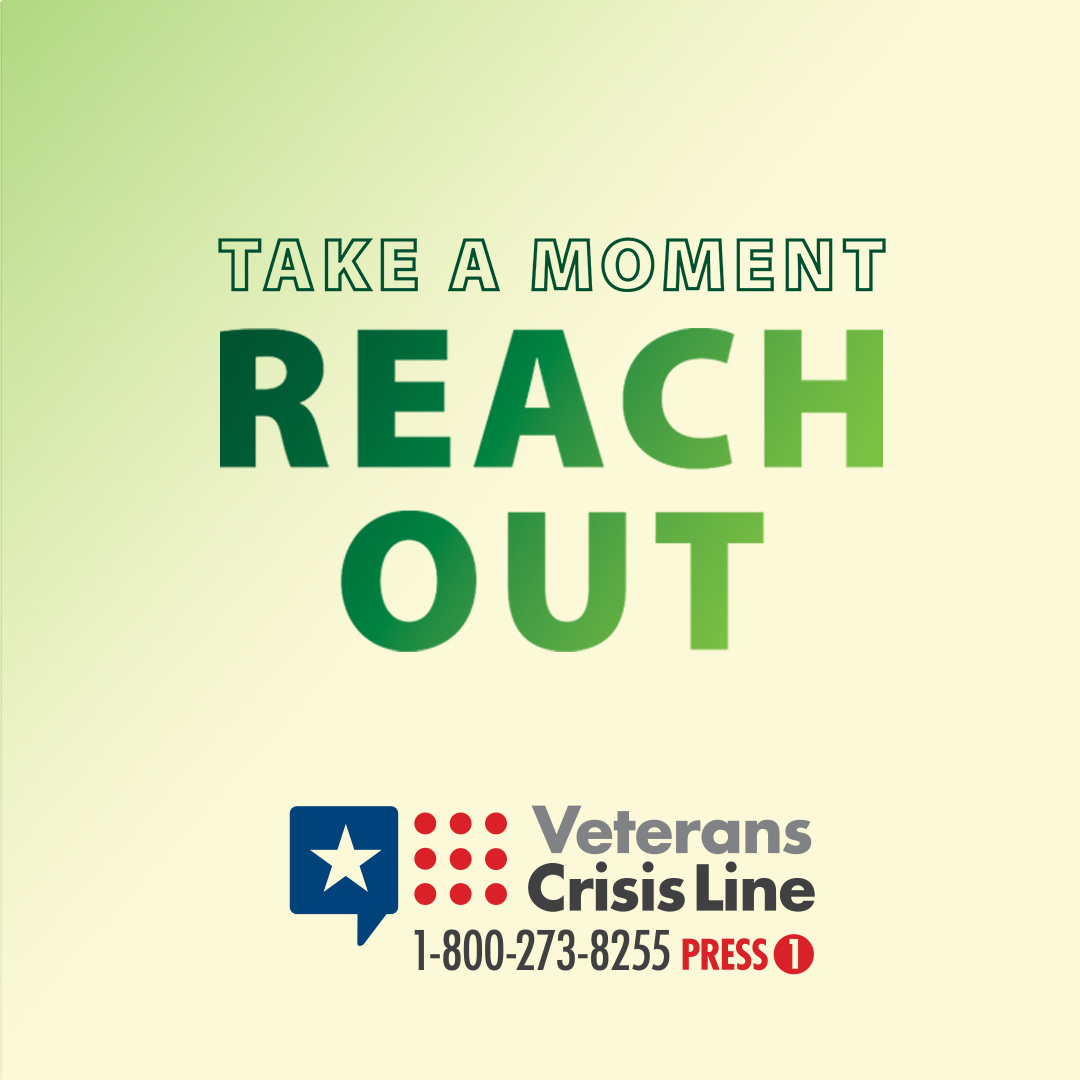 TAKE A MOMENT
REACH
OUT
Veterans
Crisis Line
1-800-273-8255 PRESS 1